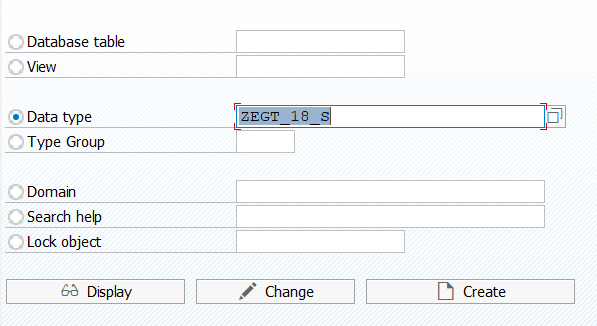 Database table
View
Data type ZEGT_18_S
Type Group
Domain
Search help
Lock object
Display Change Create